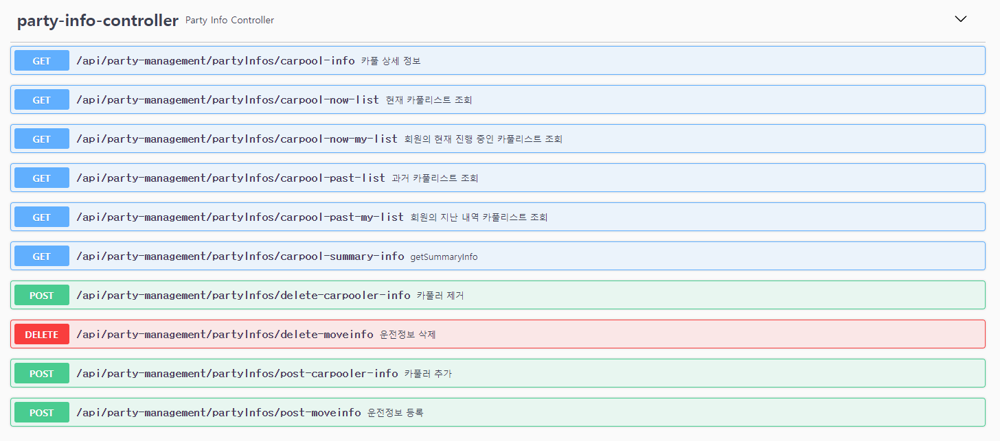 party-info-controller Party Info Controller
GET /api/party-management/partyInfos/carpool-info 카풀 상세 정보
GET /api/party-management/partyInfos/carpool-now-list 현재 카풀리스트 조회
GET /api/party-management/partyInfos/carpool-now-my-list 회원의 현재 진행 중인 카풀리스트 조회
GET /api/party-management/partyInfos/carpool-past-list 과거 카풀리스트 조회
GET /api/party-management/partyInfos/carpool-past-my-list 회원의 지난 내역 카풀리스트 조회
GET /api/party-management/partyInfos/carpool-summary-info getSummaryInfo
POST /api/party-management/partyInfos/delete-carpooler-info 카풀러 제거
DELETE /api/party-management/partyInfos/delete-moveinfo 운전정보 삭제
POST /api/party-management/partyInfos/post-carpooler-info 카풀러 추가
POST /api/party-management/partyInfos/post-moveinfo 운전정보 등록